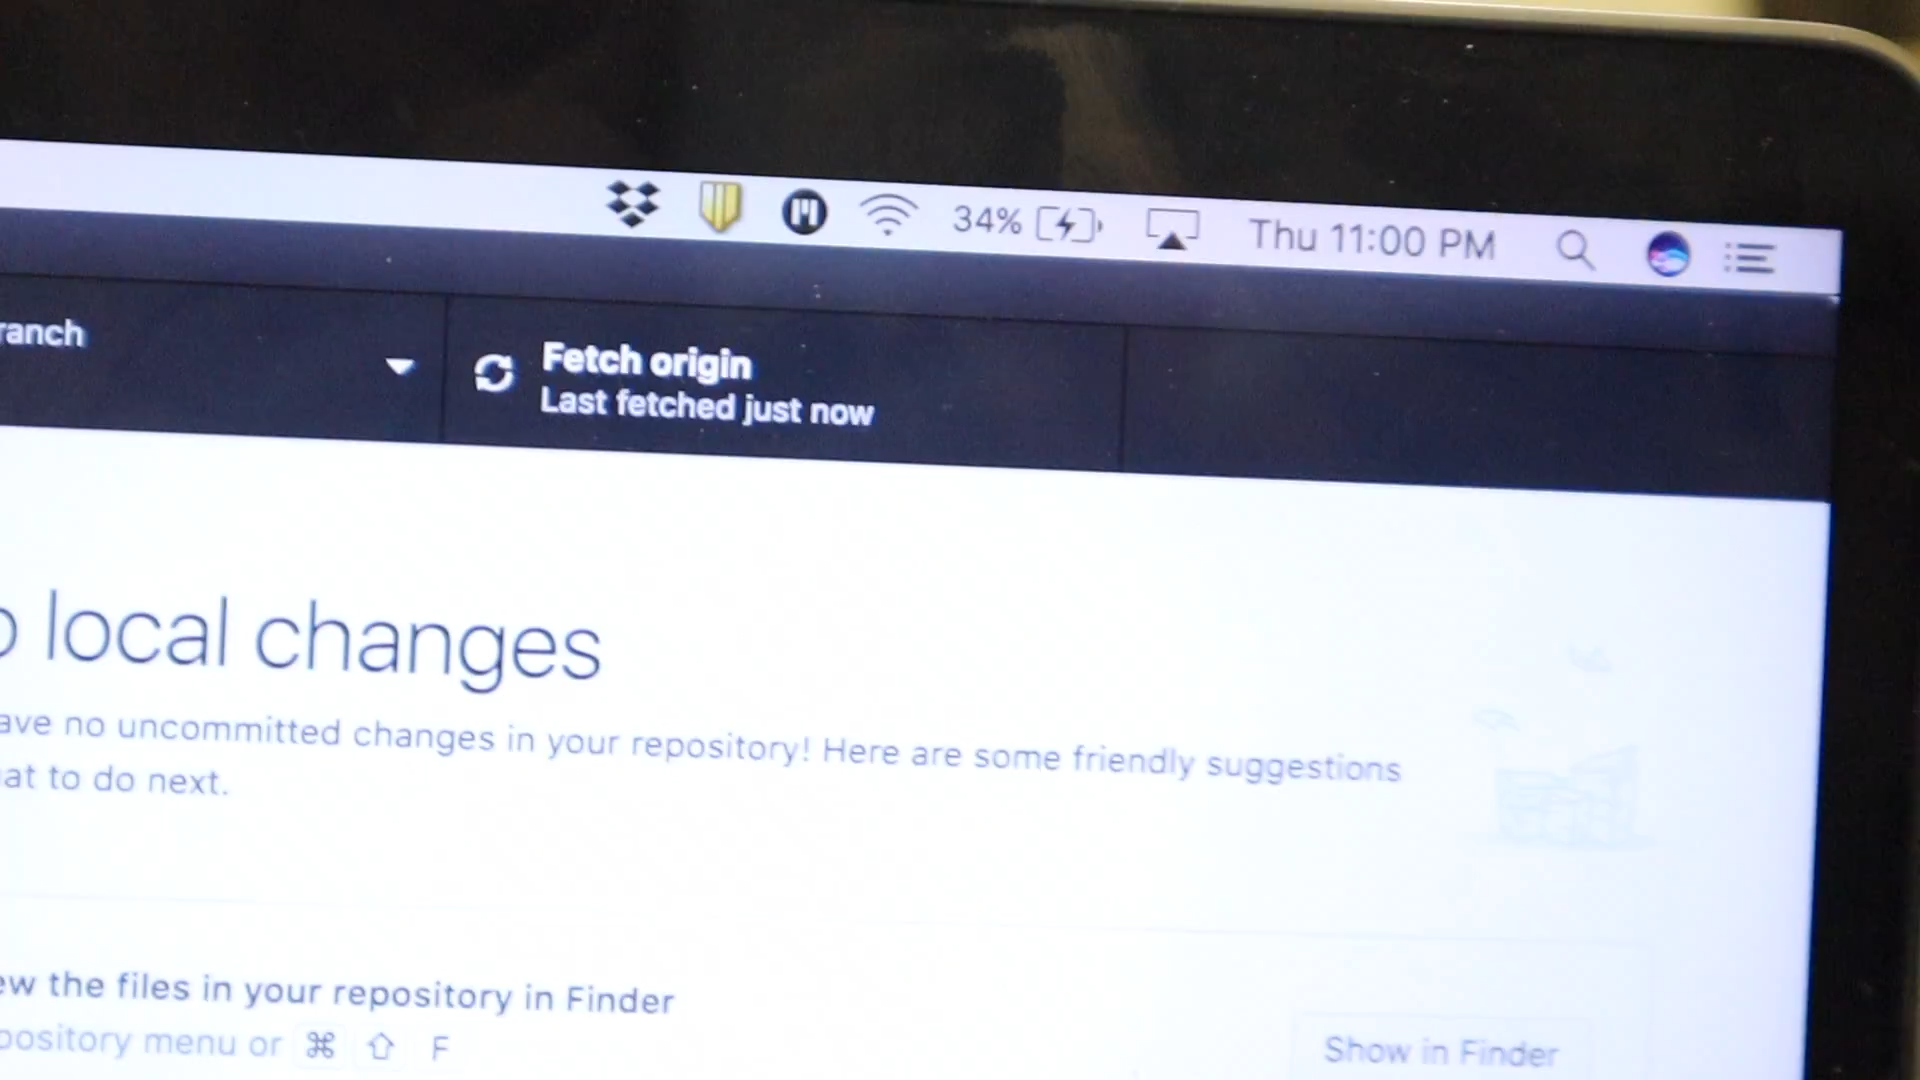 34% Thu 11:00 PM
ranch
Fetch origin
Last fetched just now
o local changes
ave no uncommitted changes in your repository! Here are some friendly suggestions
at to do next.
ew the files in your repository in Finder
pository menu or ⌘ ⇧ F
Show in Finder